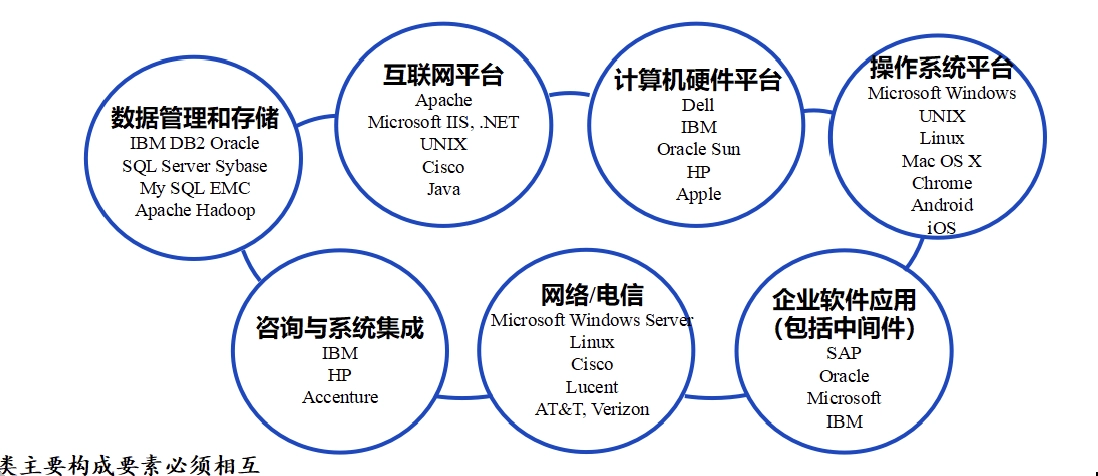 数据管理和存储
IBM DB2 Oracle
SQL Server Sybase
My SQL EMC
Apache Hadoop
互联网平台
Apache
Microsoft IIS, .NET
UNIX
Cisco
Java
计算机硬件平台
Dell
IBM
Oracle Sun
HP
Apple
操作系统平台
Microsoft Windows
UNIX
Linux
Mac OS X
Chrome
Android
iOS
咨询与系统集成
IBM
HP
Accenture
网络/电信
Microsoft Windows Server
Linux
Cisco
Lucent
AT&T, Verizon
企业软件应用
（包括中间件）
SAP
Oracle
Microsoft
IBM
类主要构成要素必须相互